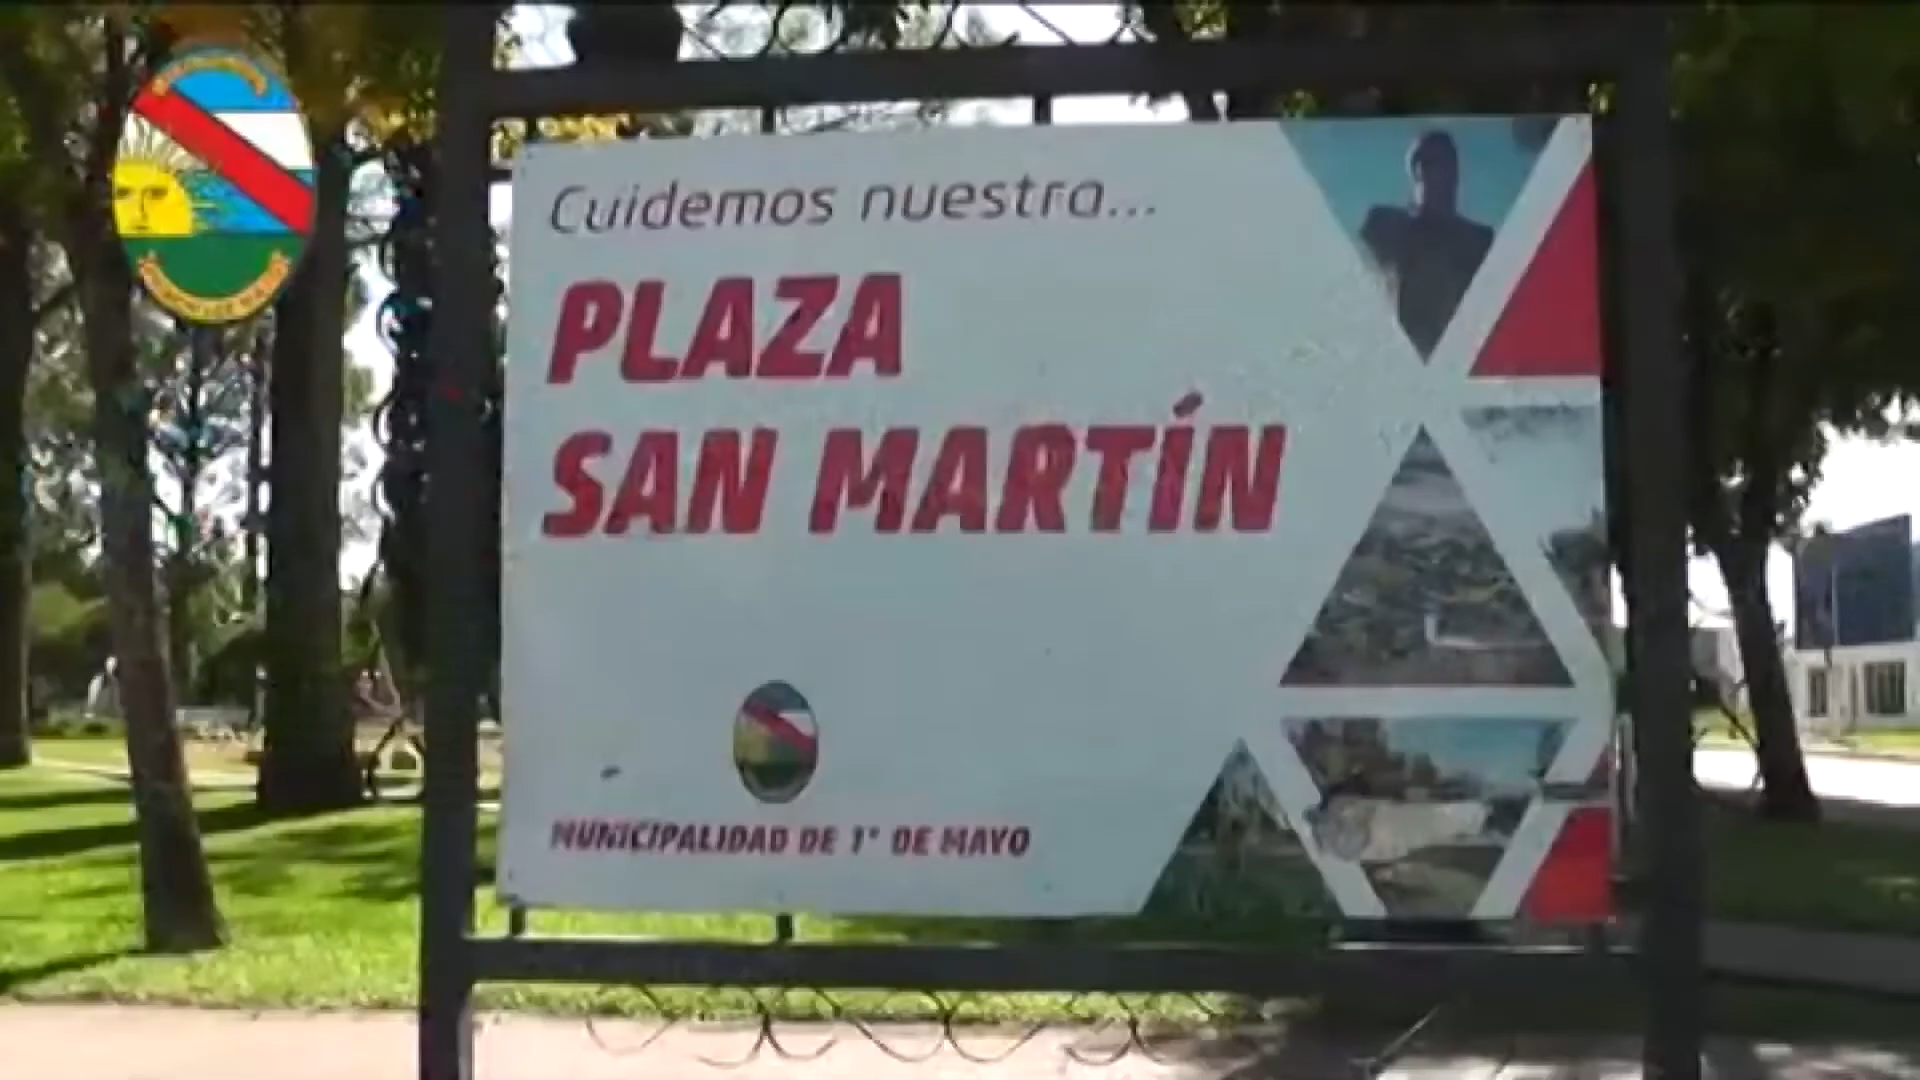 Cuidemos nuestra...
PLAZA
SAN MARTÍN
MUNICIPALIDAD DE 1° DE MAYO